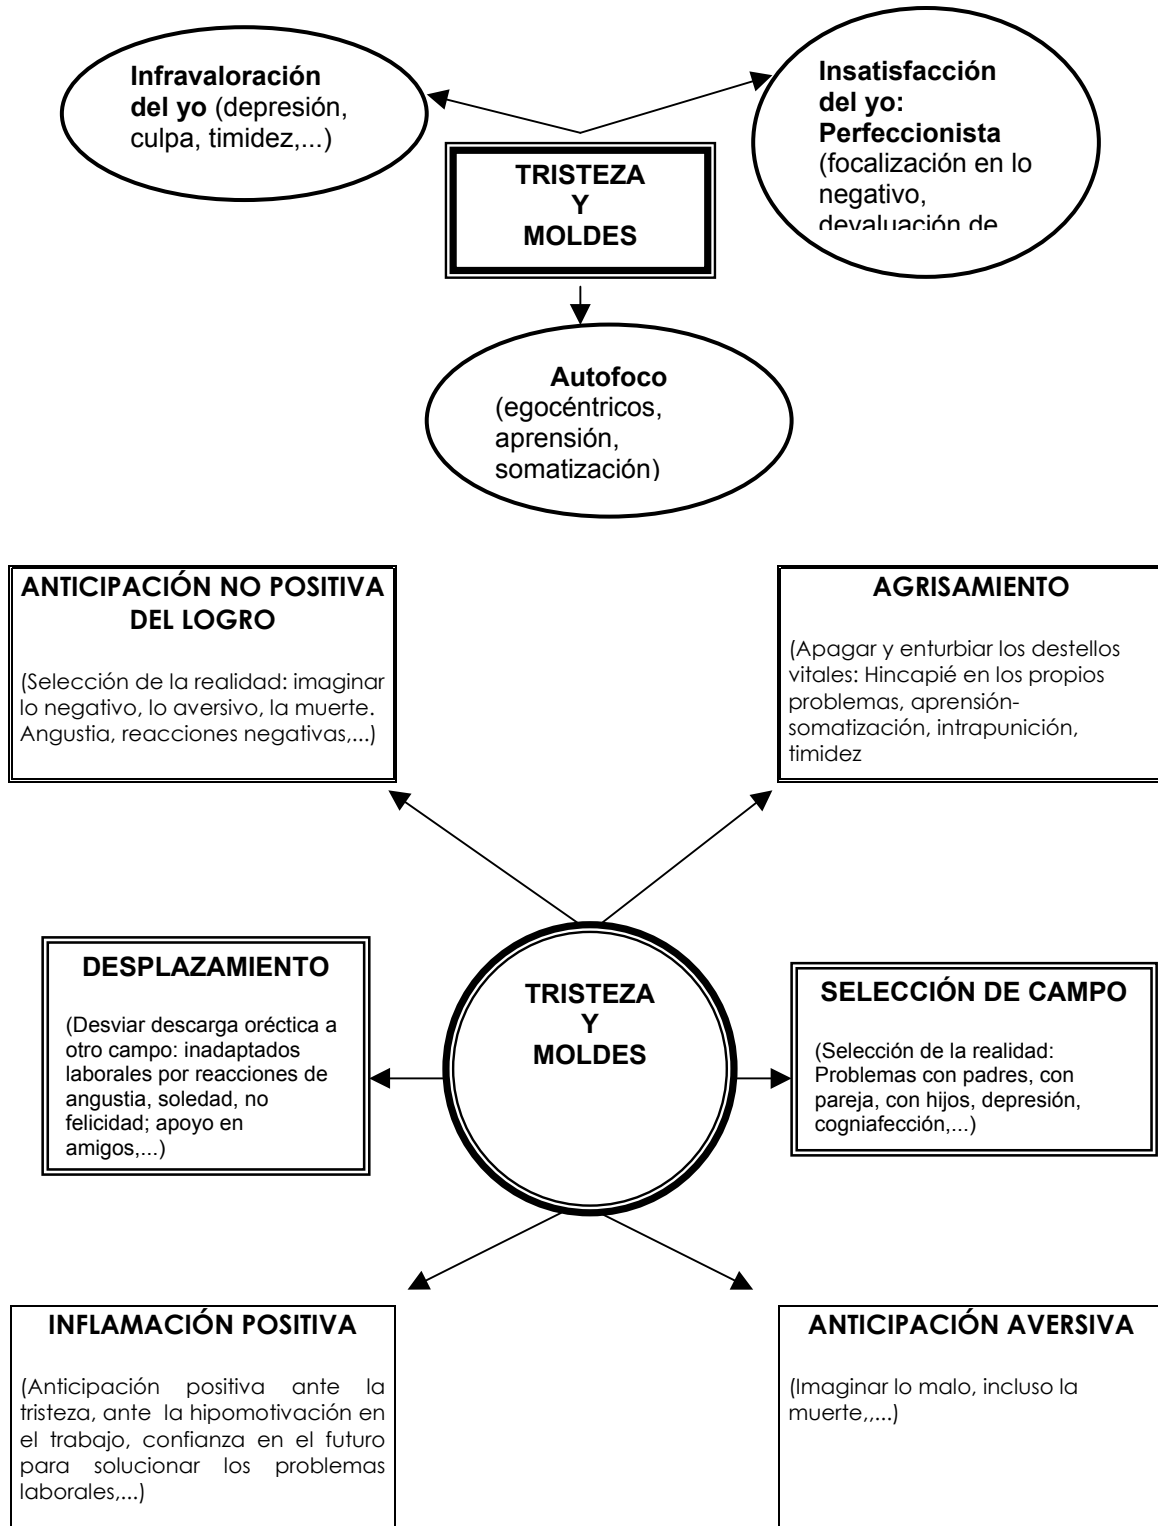 Infravaloración
del yo (depresión,
culpa, timidez,...)
Insatisfacción
del yo:
Perfeccionista
(focalización en lo
negativo,
devaluación de
TRISTEZA
Y
MOLDES
Autofoco
(egocéntricos,
aprensión,
somatización)
ANTICIPACIÓN NO POSITIVA
DEL LOGRO
(Selección de la realidad: imaginar
lo negativo, lo aversivo, la muerte.
Angustia, reacciones negativas,...)
AGRISAMIENTO
(Apagar y enturbiar los destellos
vitales: Hincapié en los propios
problemas, aprensión-
somatización, intrapunición,
timidez
DESPLAZAMIENTO
(Desviar descarga oréctica a
otro campo: inadaptados
laborales por reacciones de
angustia, soledad, no
felicidad; apoyo en
amigos,...)
TRISTEZA
Y
MOLDES
SELECCIÓN DE CAMPO
(Selección de la realidad:
Problemas con padres, con
pareja, con hijos, depresión,
cogniafección,...)
INFLAMACIÓN POSITIVA
(Anticipación positiva ante la
tristeza, ante la hipomotivación en
el trabajo, confianza en el futuro
para solucionar los problemas
laborales,...)
ANTICIPACIÓN AVERSIVA
(Imaginar lo malo, incluso la
muerte,,...)